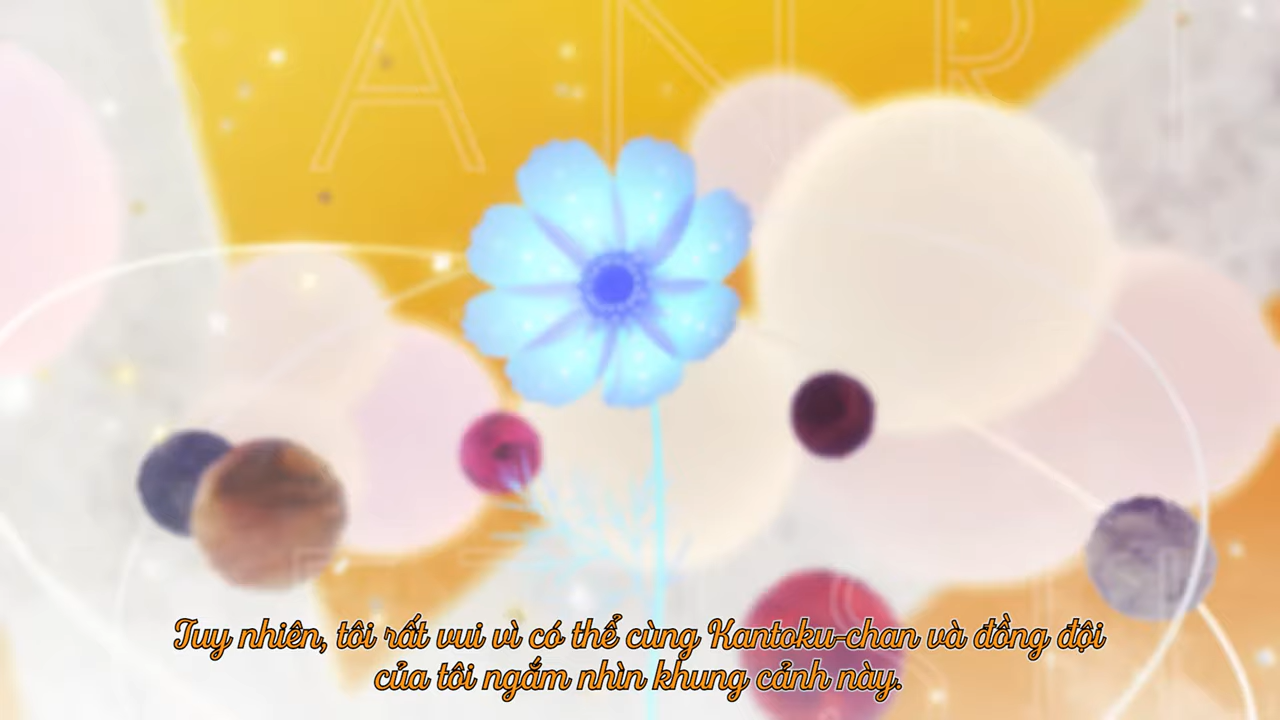 ANRI
Tuy nhiên, tôi rất vui vì có thể cùng Kantoku-chan và đồng đội
của tôi ngắm nhìn khung cảnh này.